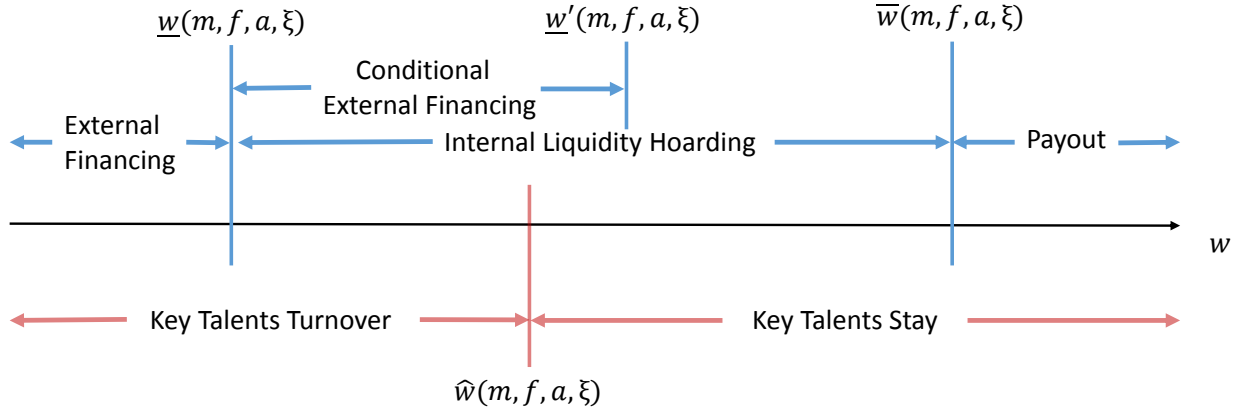 w̲(m, f, a, ξ)
w̲′(m, f, a, ξ)
w̅(m, f, a, ξ)
Conditional
External Financing
External
Financing
Internal Liquidity Hoarding
Payout
w
Key Talents Turnover
Key Talents Stay
ŵ(m, f, a, ξ)